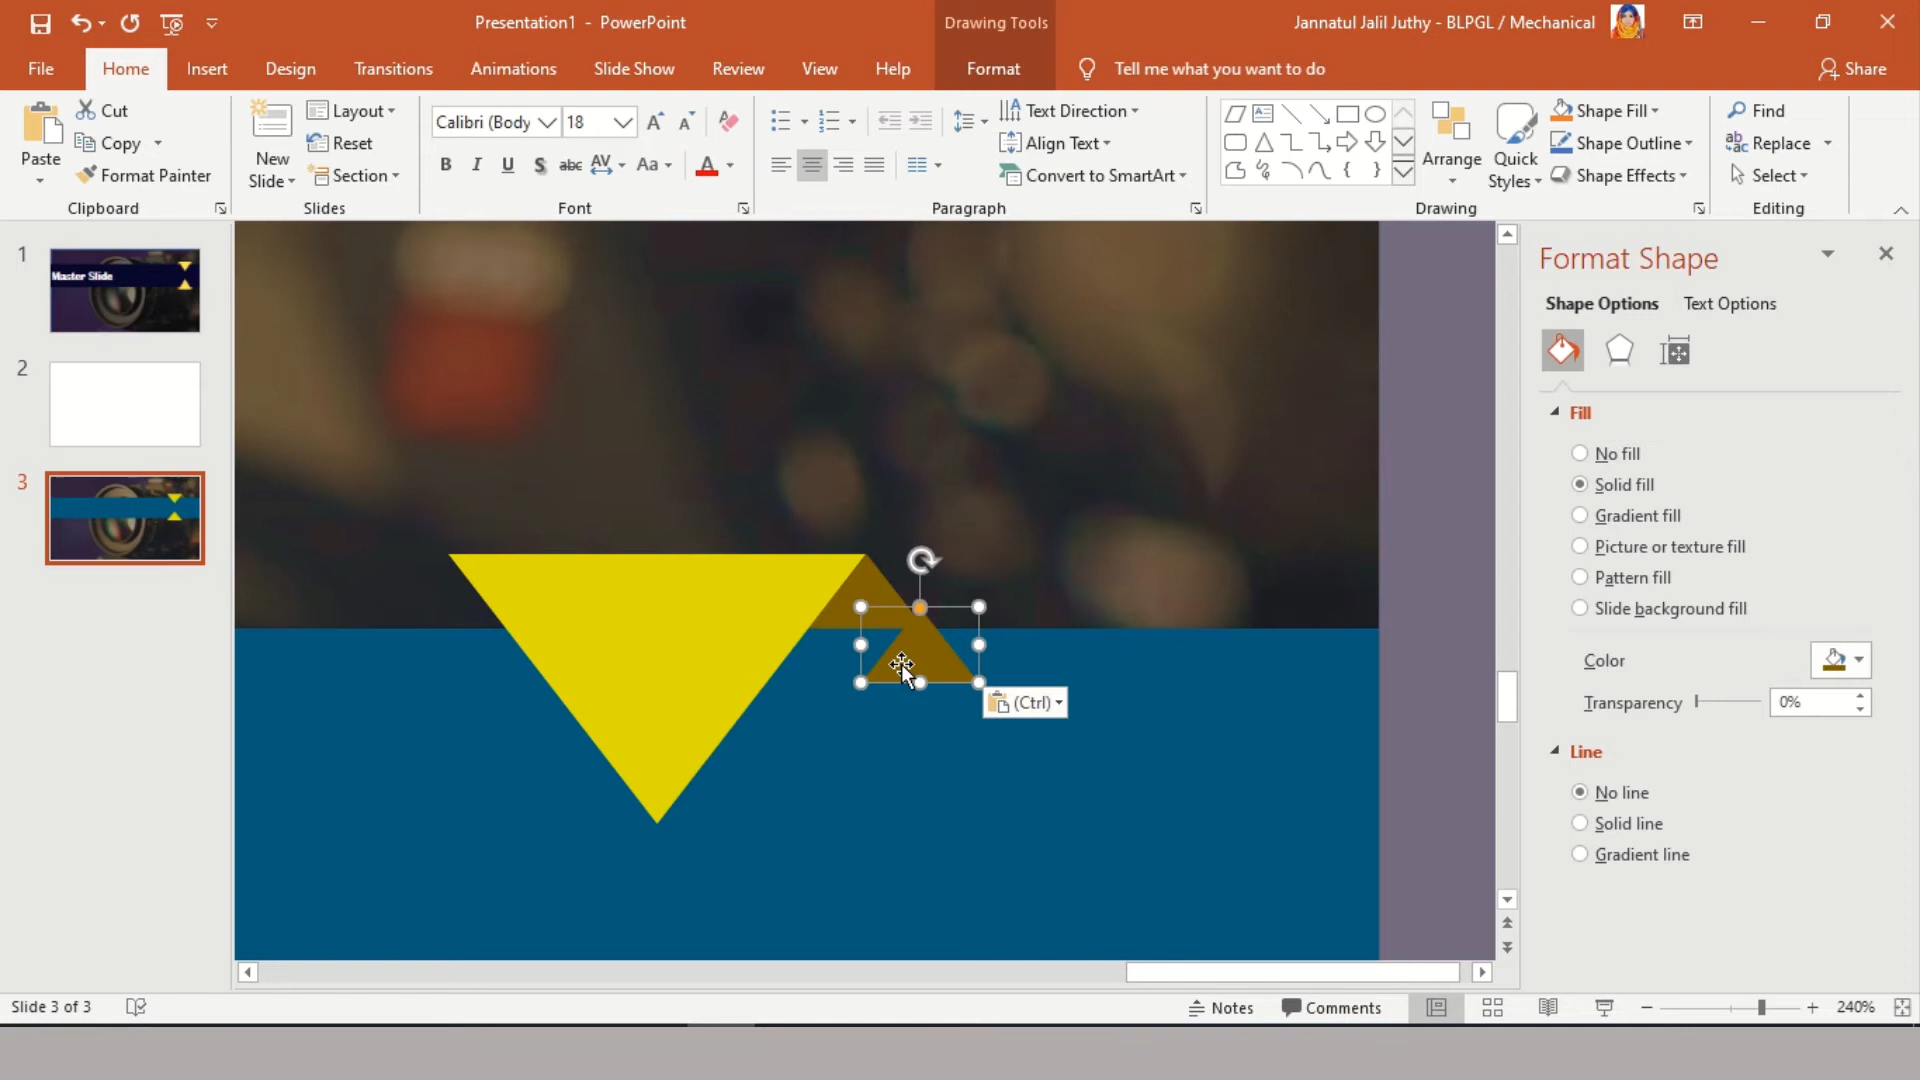 Presentation1 - PowerPoint
Drawing Tools
Jannatul Jalil Juthy - BLPGL / Mechanical
File
Home
Insert
Design
Transitions
Animations
Slide Show
Review
View
Help
Format
Tell me what you want to do
Share
Paste
Cut
Copy
Format Painter
Clipboard
New Slide
Layout
Reset
Section
Slides
Calibri (Body
18
B I U S abc AV Aa A
Font
Text Direction
Align Text
Convert to SmartArt
Paragraph
Arrange
Quick Styles
Shape Fill
Shape Outline
Shape Effects
Drawing
Find
Replace
Select
Editing
1
Master Slide
2
3
(Ctrl)
Format Shape
Shape Options
Text Options
Fill
No fill
Solid fill
Gradient fill
Picture or texture fill
Pattern fill
Slide background fill
Color
Transparency
0%
Line
No line
Solid line
Gradient line
Slide 3 of 3
Notes
Comments
240%